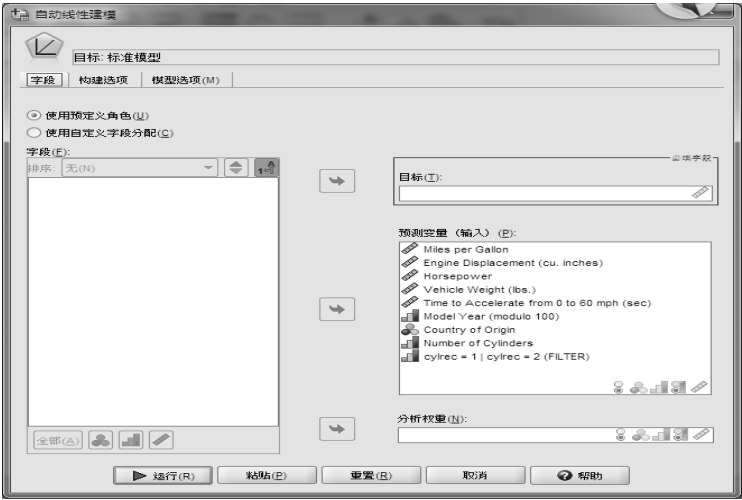 自动线性建模
目标: 标准模型
字段 构建选项 模型选项(M)
使用预定义角色(U)
使用自定义字段分配(C)
字段(F):
排序: 无(N)
必填字段
目标(T):
预测变量 (输入) (P):
Miles per Gallon
Engine Displacement (cu. inches)
Horsepower
Vehicle Weight (lbs.)
Time to Accelerate from 0 to 60 mph (sec)
Model Year (modulo 100)
Country of Origin
Number of Cylinders
cylrec = 1 | cylrec = 2 (FILTER)
全部(A)
分析权重(N):
运行(R) 粘贴(P) 重置(R) 取消 帮助